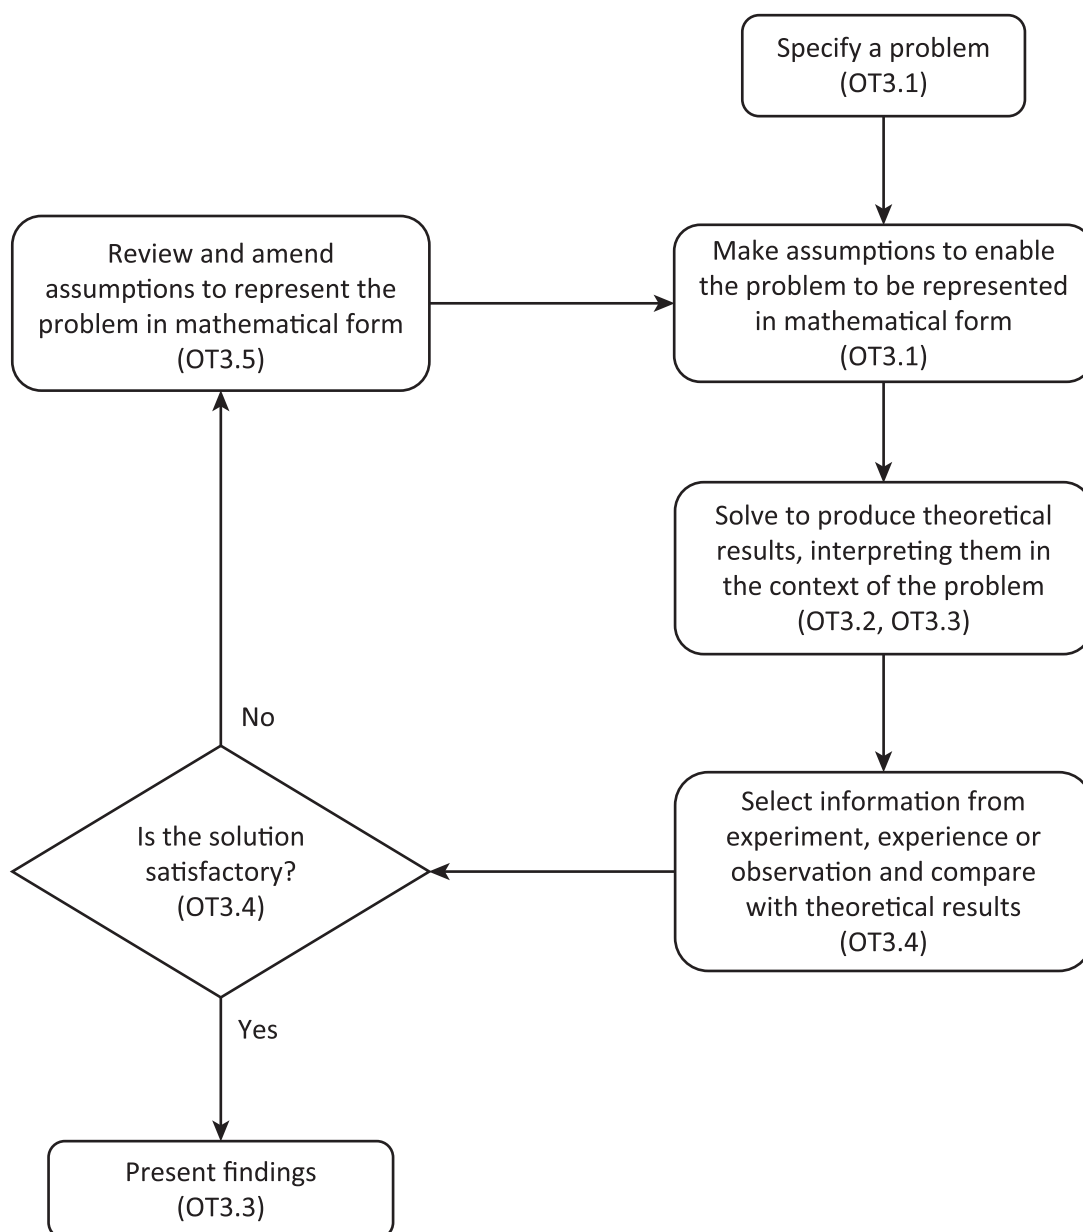 Specify a problem
(OT3.1)
Make assumptions to enable
the problem to be represented
in mathematical form
(OT3.1)
Solve to produce theoretical
results, interpreting them in
the context of the problem
(OT3.2, OT3.3)
Select information from
experiment, experience or
observation and compare
with theoretical results
(OT3.4)
Is the solution
satisfactory?
(OT3.4)
No
Review and amend
assumptions to represent the
problem in mathematical form
(OT3.5)
Yes
Present findings
(OT3.3)